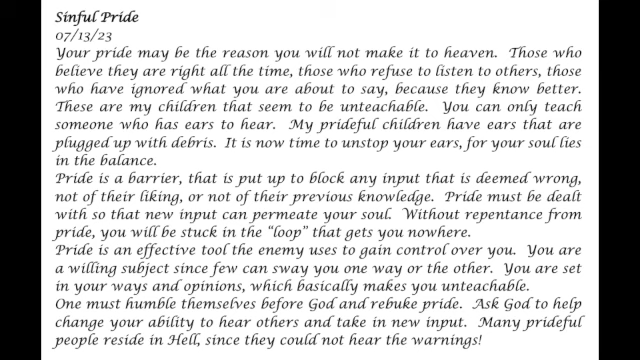 Sinful Pride
07/13/23
Your pride may be the reason you will not make it to heaven. Those who
believe they are right all the time, those who refuse to listen to others, those
who have ignored what you are about to say, because they know better.
These are my children that seem to be unteachable. You can only teach
someone who has ears to hear. My prideful children have ears that are
plugged up with debris. It is now time to unstop your ears, for your soul lies
in the balance.
Pride is a barrier, that is put up to block any input that is deemed wrong,
not of their liking, or not of their previous knowledge. Pride must be dealt
with so that new input can permeate your soul. Without repentance from
pride, you will be stuck in the “loop” that gets you nowhere.
Pride is an effective tool the enemy uses to gain control over you. You are
a willing subject since few can sway you one way or the other. You are set
in your ways and opinions, which basically makes you unteachable.
One must humble themselves before God and rebuke pride. Ask God to help
change your ability to hear others and take in new input. Many prideful
people reside in Hell, since they could not hear the warnings!